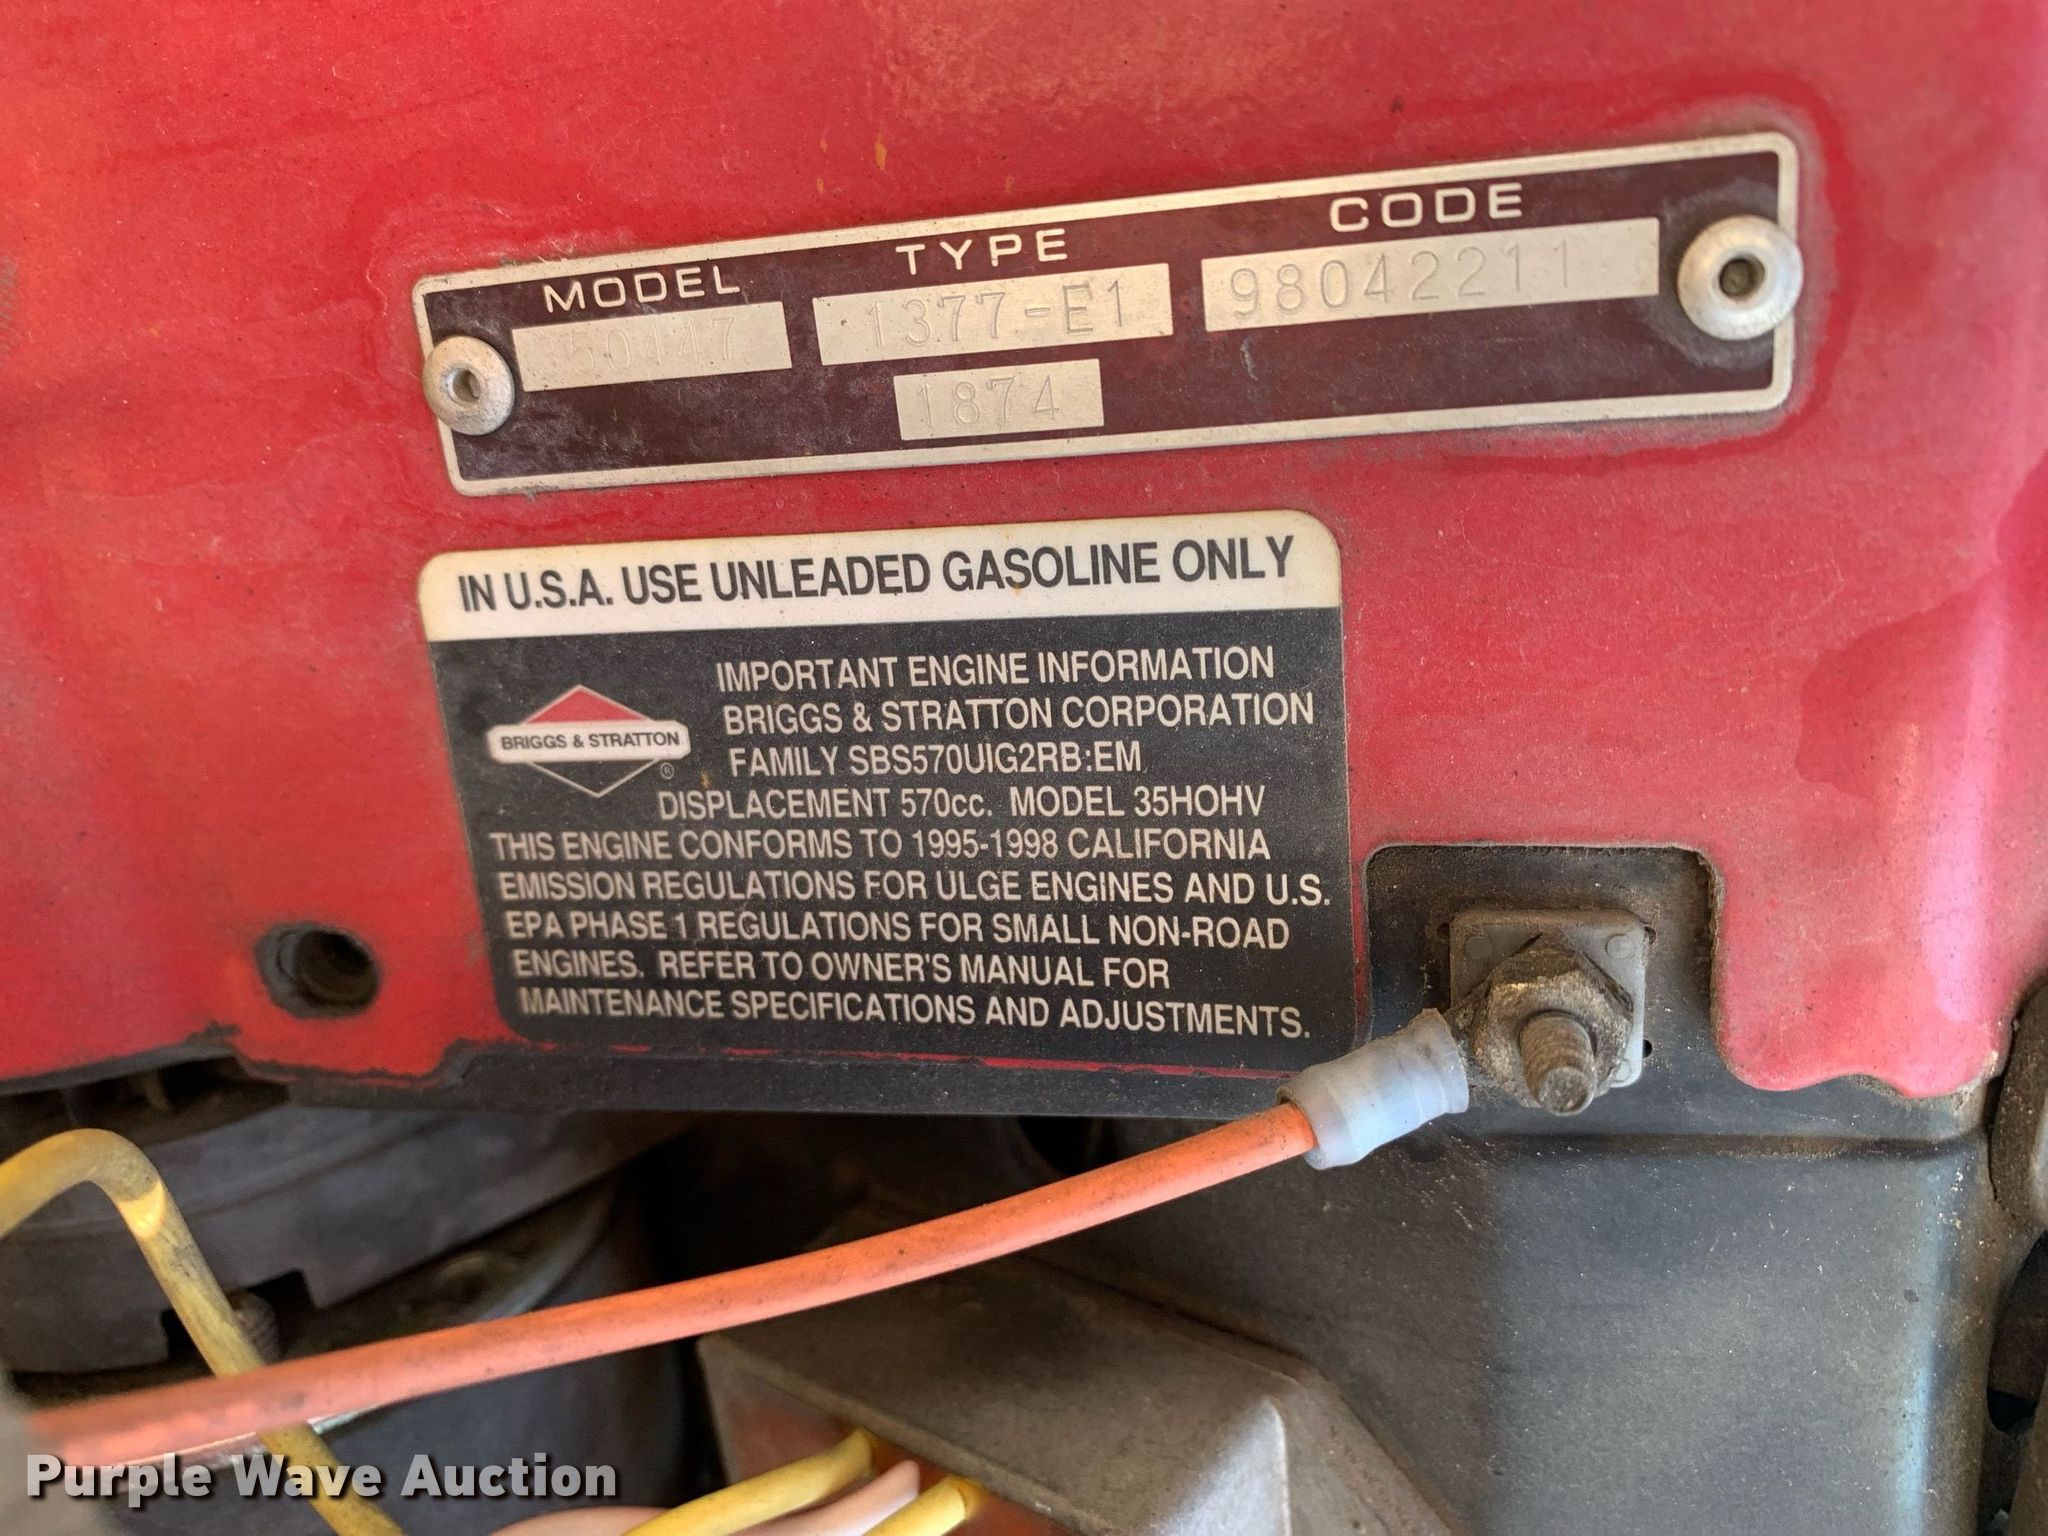 MODEL TYPE CODE
1377-E1 98042211
1874
IN U.S.A. USE UNLEADED GASOLINE ONLY
IMPORTANT ENGINE INFORMATION
BRIGGS & STRATTON CORPORATION
BRIGGS & STRATTON
®
FAMILY SBS570UIG2RB:EM
DISPLACEMENT 570cc. MODEL 35HOHV
THIS ENGINE CONFORMS TO 1995-1998 CALIFORNIA
EMISSION REGULATIONS FOR ULGE ENGINES AND U.S.
EPA PHASE 1 REGULATIONS FOR SMALL NON-ROAD
ENGINES. REFER TO OWNER'S MANUAL FOR
MAINTENANCE SPECIFICATIONS AND ADJUSTMENTS.
Purple Wave Auction